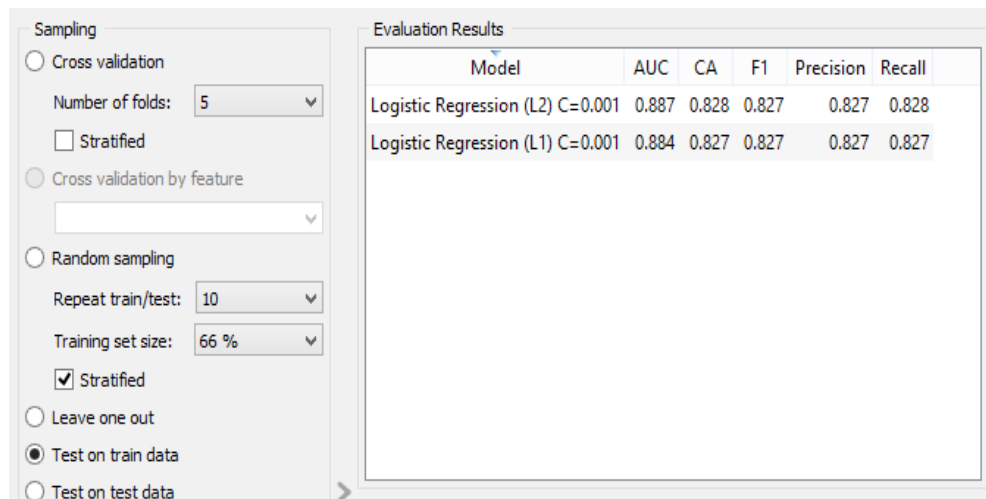 Sampling
Cross validation
Number of folds: 5
Stratified
Cross validation by feature
Random sampling
Repeat train/test: 10
Training set size: 66 %
Stratified
Leave one out
Test on train data
Test on test data
Evaluation Results
Model AUC CA F1 Precision Recall
Logistic Regression (L2) C=0.001 0.887 0.828 0.827 0.827 0.828
Logistic Regression (L1) C=0.001 0.884 0.827 0.827 0.827 0.827